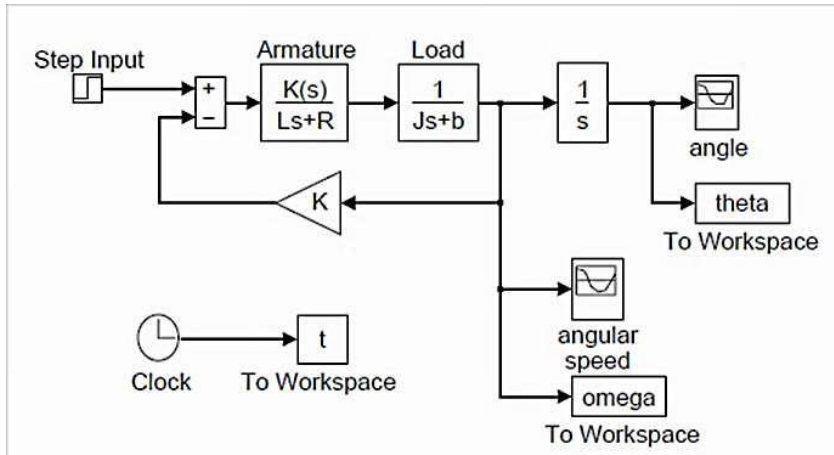 Step Input
+
−
Armature
K(s)
Ls+R
Load
1
Js+b
1
s
angle
theta
To Workspace
K
angular
speed
omega
To Workspace
Clock
t
To Workspace